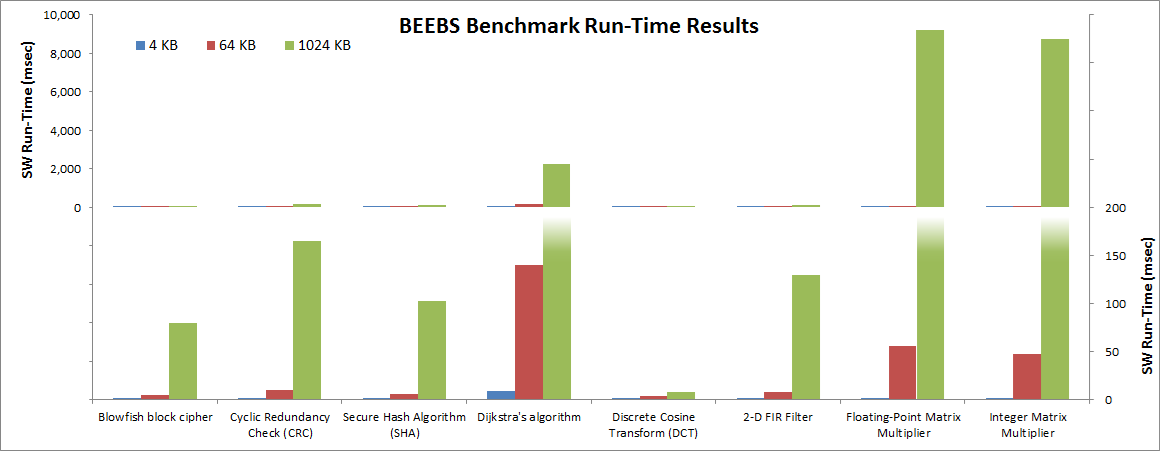 BEEBS Benchmark Run-Time Results
4 KB 64 KB 1024 KB
SW Run-Time (msec)
10,000
8,000
6,000
4,000
2,000
0
200
150
100
50
0
SW Run-Time (msec)
Blowfish block cipher
Cyclic Redundancy
Check (CRC)
Secure Hash Algorithm
(SHA)
Dijkstra's algorithm
Discrete Cosine
Transform (DCT)
2-D FIR Filter
Floating-Point Matrix
Multiplier
Integer Matrix
Multiplier